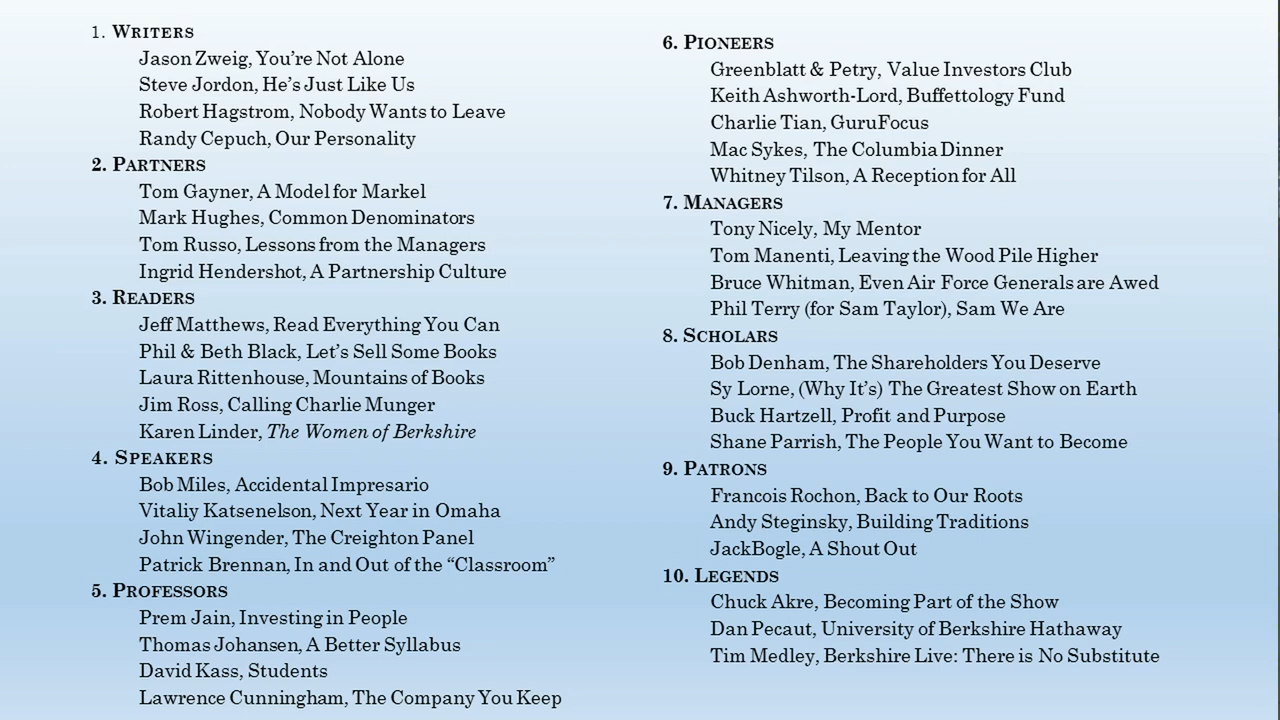 1. WRITERS
Jason Zweig, You're Not Alone
Steve Jordon, He's Just Like Us
Robert Hagstrom, Nobody Wants to Leave
Randy Cepuch, Our Personality
2. PARTNERS
Tom Gayner, A Model for Markel
Mark Hughes, Common Denominators
Tom Russo, Lessons from the Managers
Ingrid Hendershot, A Partnership Culture
3. READERS
Jeff Matthews, Read Everything You Can
Phil & Beth Black, Let's Sell Some Books
Laura Rittenhouse, Mountains of Books
Jim Ross, Calling Charlie Munger
Karen Linder, The Women of Berkshire
4. SPEAKERS
Bob Miles, Accidental Impresario
Vitaliy Katsenelson, Next Year in Omaha
John Wingender, The Creighton Panel
Patrick Brennan, In and Out of the “Classroom”
5. PROFESSORS
Prem Jain, Investing in People
Thomas Johansen, A Better Syllabus
David Kass, Students
Lawrence Cunningham, The Company You Keep
6. PIONEERS
Greenblatt & Petry, Value Investors Club
Keith Ashworth-Lord, Buffettology Fund
Charlie Tian, GuruFocus
Mac Sykes, The Columbia Dinner
Whitney Tilson, A Reception for All
7. MANAGERS
Tony Nicely, My Mentor
Tom Manenti, Leaving the Wood Pile Higher
Bruce Whitman, Even Air Force Generals are Awed
Phil Terry (for Sam Taylor), Sam We Are
8. SCHOLARS
Bob Denham, The Shareholders You Deserve
Sy Lorne, (Why It's) The Greatest Show on Earth
Buck Hartzell, Profit and Purpose
Shane Parrish, The People You Want to Become
9. PATRONS
Francois Rochon, Back to Our Roots
Andy Steginsky, Building Traditions
JackBogle, A Shout Out
10. LEGENDS
Chuck Akre, Becoming Part of the Show
Dan Pecaut, University of Berkshire Hathaway
Tim Medley, Berkshire Live: There is No Substitute